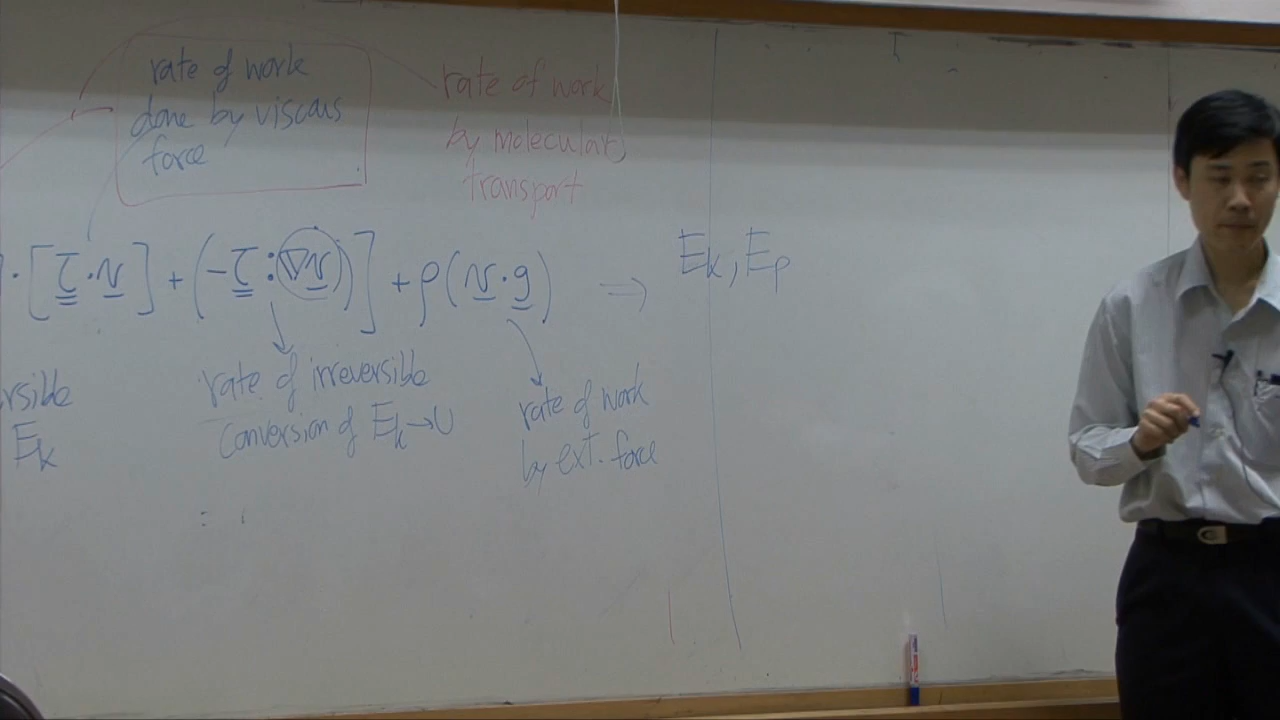 rate of work
done by viscous
force
rate of work
by molecular
transport
· [τ · v] + (-τ : ∇v)] + ρ(v · g) ⇒ Ek, Ep
rate of irreversible
conversion of Ek → U
rate of work
by ext. force
Ek